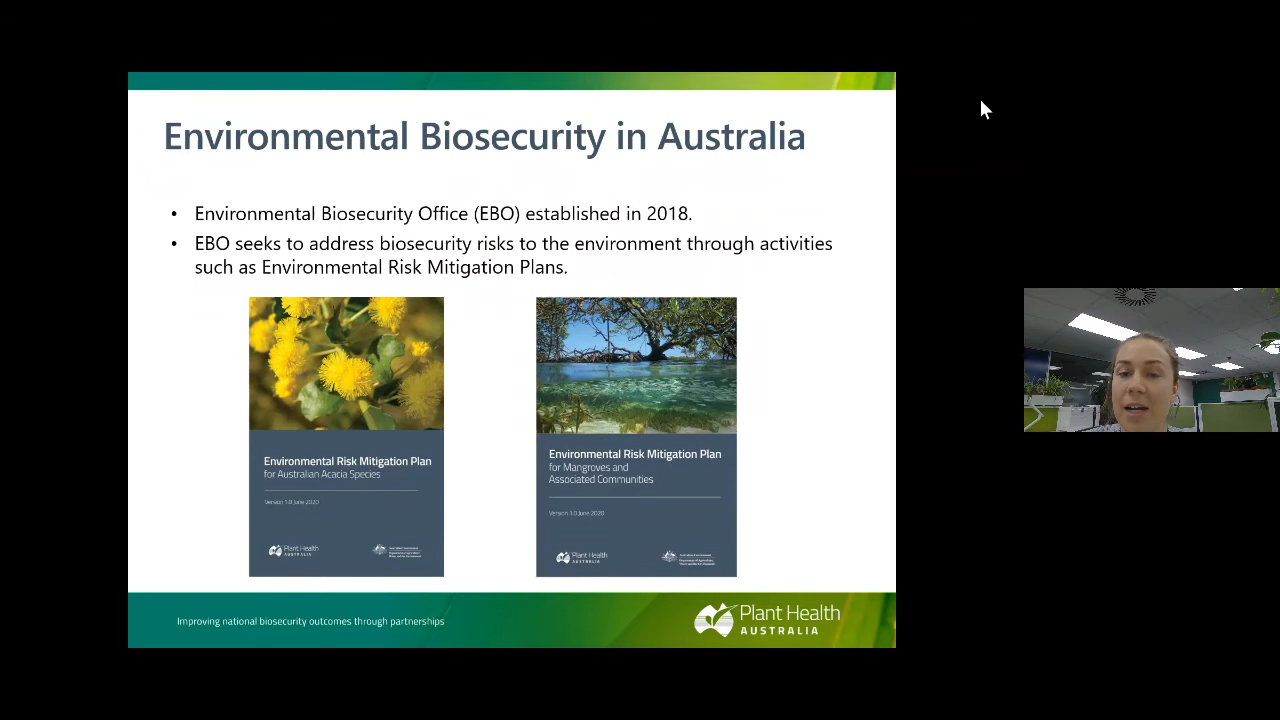 Environmental Biosecurity in Australia
• Environmental Biosecurity Office (EBO) established in 2018.
• EBO seeks to address biosecurity risks to the environment through activities
such as Environmental Risk Mitigation Plans.
Environmental Risk Mitigation Plan
for Australian Acacia Species
Version 1.0 June 2020
Plant Health
AUSTRALIA
Environmental Risk Mitigation Plan
for Mangroves and
Associated Communities
Version 1.0 June 2020
Plant Health
AUSTRALIA
Improving national biosecurity outcomes through partnerships
Plant Health
AUSTRALIA